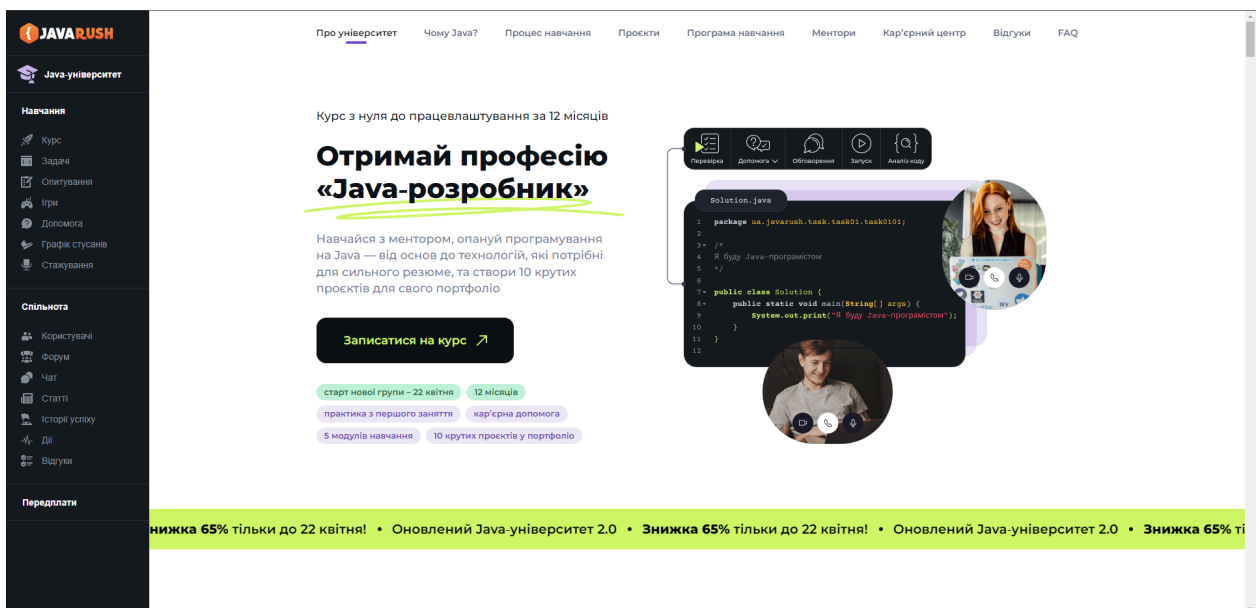 JAVARUSH
Java-університет
Навчання
Курс
Задачі
Опитування
Ігри
Допомога
Графік стусанів
Стажування
Спільнота
Користувачі
Форум
Чат
Статті
Історії успіху
Дії
Відгуки
Передплати
Про університет Чому Java? Процес навчання Проєкти Програма навчання Ментори Кар'єрний центр Відгуки FAQ
Курс з нуля до працевлаштування за 12 місяців
Отримай професію
«Java-розробник»
Навчайся з ментором, опануй програмування
на Java — від основ до технологій, які потрібні
для сильного резюме, та створи 10 крутих
проєктів для свого портфоліо
Записатися на курс
старт нової групи – 22 квітня 12 місяців
практика з першого заняття кар'єрна допомога
5 модулів навчання 10 крутих проєктів у портфоліо
Перевірка Допомога Обговорення Запуск Аналіз коду
Solution.java
1 package ua.javarush.task.task01.task0101;
2
3 /*
4 Я буду Java-програмістом
5 */
6
7 public class Solution {
8 public static void main(String[] args) {
9 System.out.print("Я буду Java-програмістом");
10 }
11 }
12
DEV
нижка 65% тільки до 22 квітня! • Оновлений Java-університет 2.0 • Знижка 65% тільки до 22 квітня! • Оновлений Java-університет 2.0 • Знижка 65% ті